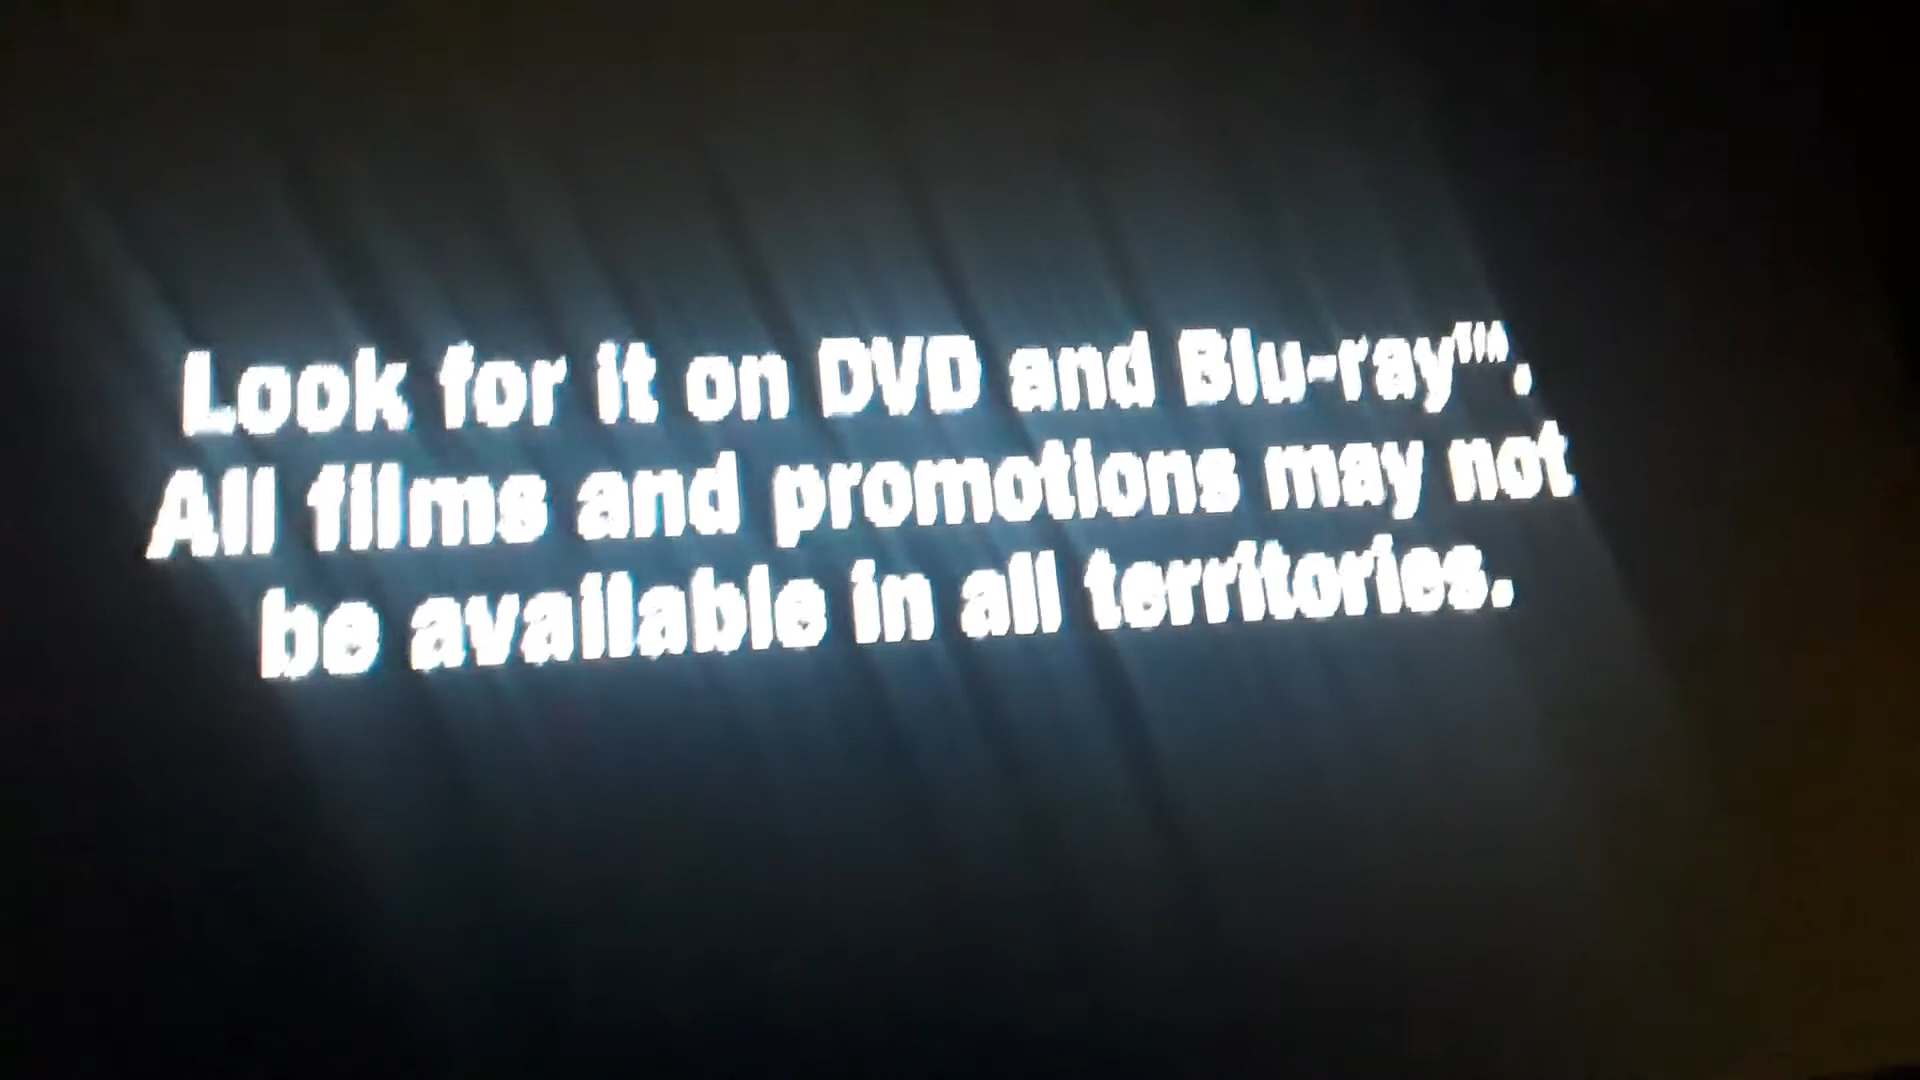 Look for it on DVD and Blu-ray™.
All films and promotions may not
be available in all territories.